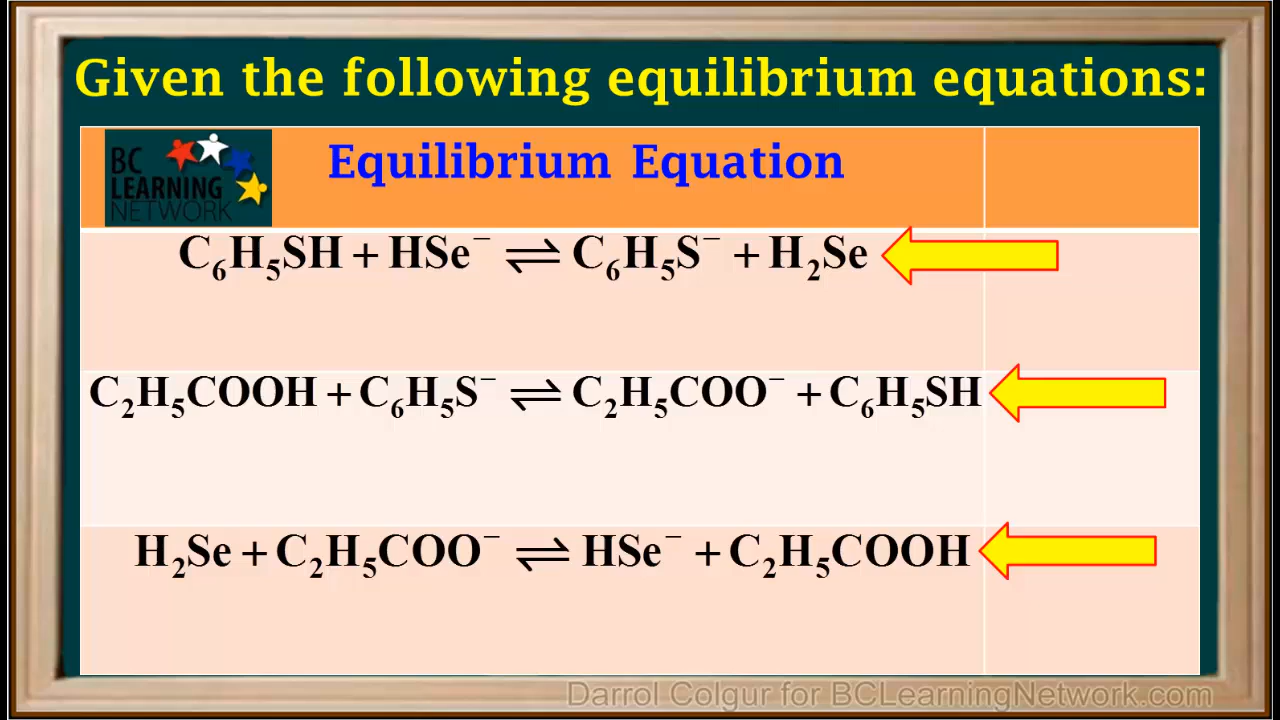 Given the following equilibrium equations:
BC
LEARNING
NETWORK
Equilibrium Equation
C₆H₅SH + HSe⁻ ⇌ C₆H₅S⁻ + H₂Se
C₂H₅COOH + C₆H₅S⁻ ⇌ C₂H₅COO⁻ + C₆H₅SH
H₂Se + C₂H₅COO⁻ ⇌ HSe⁻ + C₂H₅COOH
Darrol Colgur for BCLearningNetwork.com